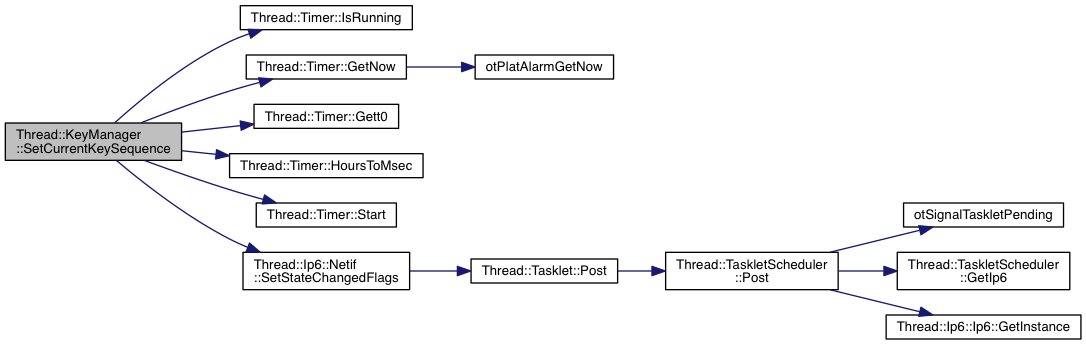 Thread::KeyManager
::SetCurrentKeySequence
Thread::Timer::IsRunning
Thread::Timer::GetNow
otPlatAlarmGetNow
Thread::Timer::Gett0
Thread::Timer::HoursToMsec
Thread::Timer::Start
Thread::Ip6::Netif
::SetStateChangedFlags
Thread::Tasklet::Post
Thread::TaskletScheduler
::Post
otSignalTaskletPending
Thread::TaskletScheduler
::GetIp6
Thread::Ip6::Ip6::GetInstance